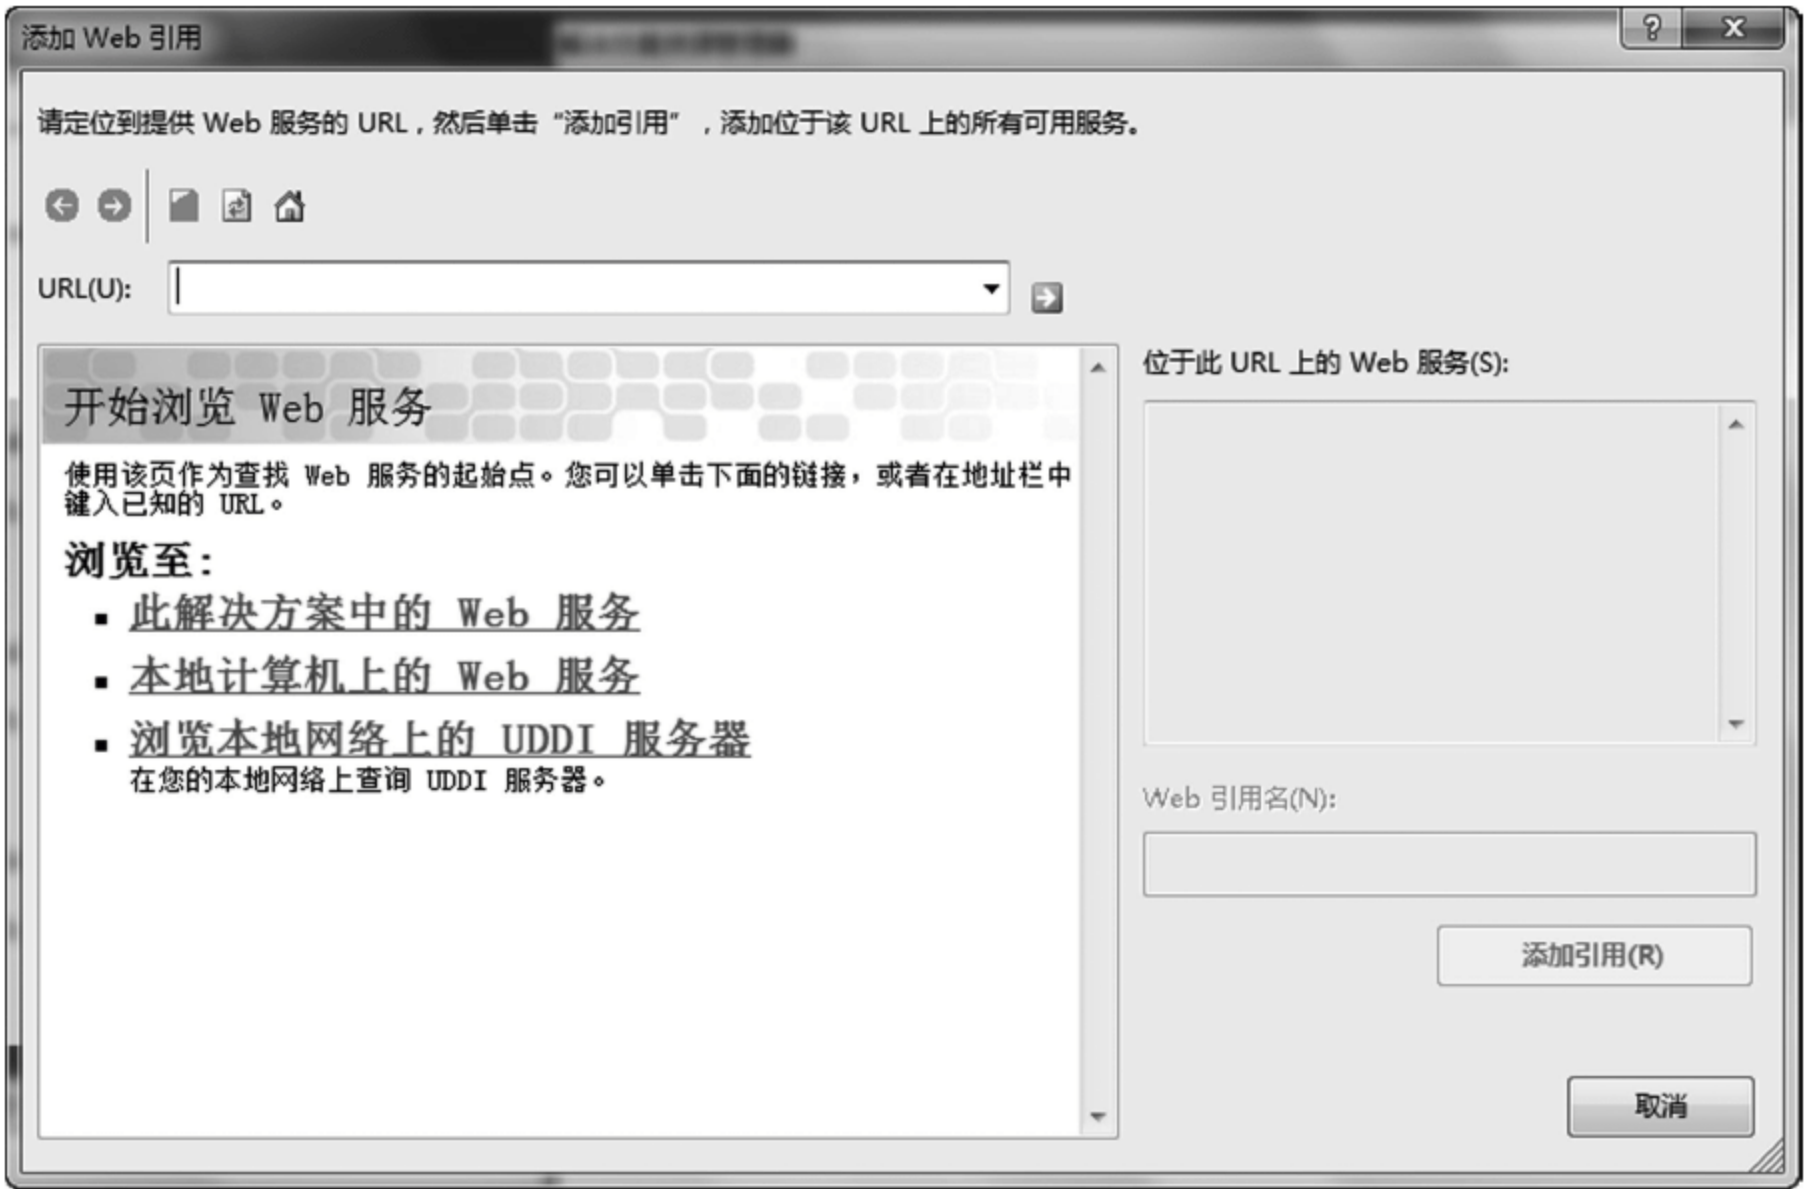 添加 Web 引用
请定位到提供 Web 服务的 URL，然后单击“添加引用”，添加位于该 URL 上的所有可用服务。
URL(U):
开始浏览 Web 服务
使用该页作为查找 Web 服务的起始点。您可以单击下面的链接，或者在地址栏中
键入已知的 URL。
浏览至:
▪ 此解决方案中的 Web 服务
▪ 本地计算机上的 Web 服务
▪ 浏览本地网络上的 UDDI 服务器
在您的本地网络上查询 UDDI 服务器。
位于此 URL 上的 Web 服务(S):
Web 引用名(N):
添加引用(R)
取消